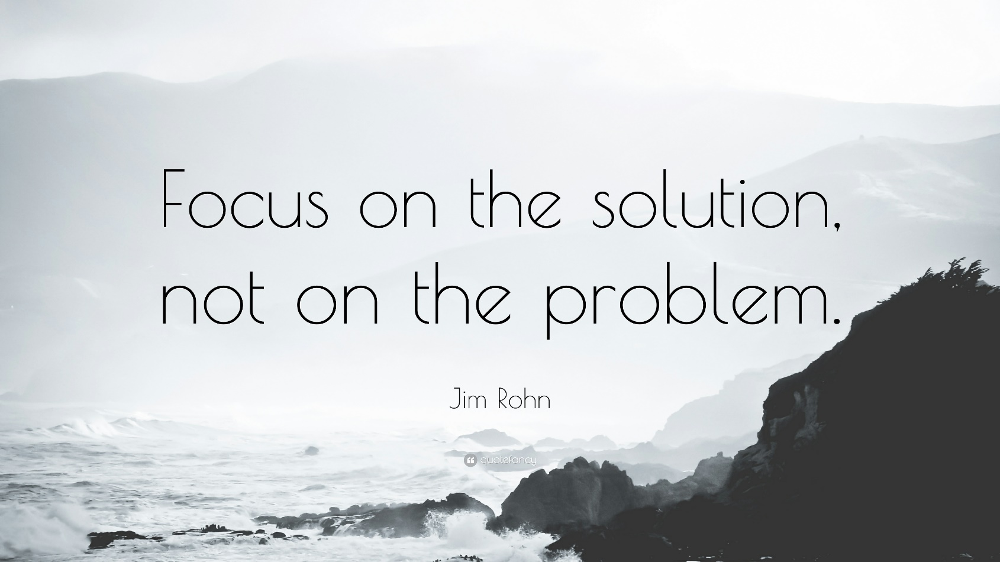 Focus on the solution,
not on the problem.
Jim Rohn
quotefancy